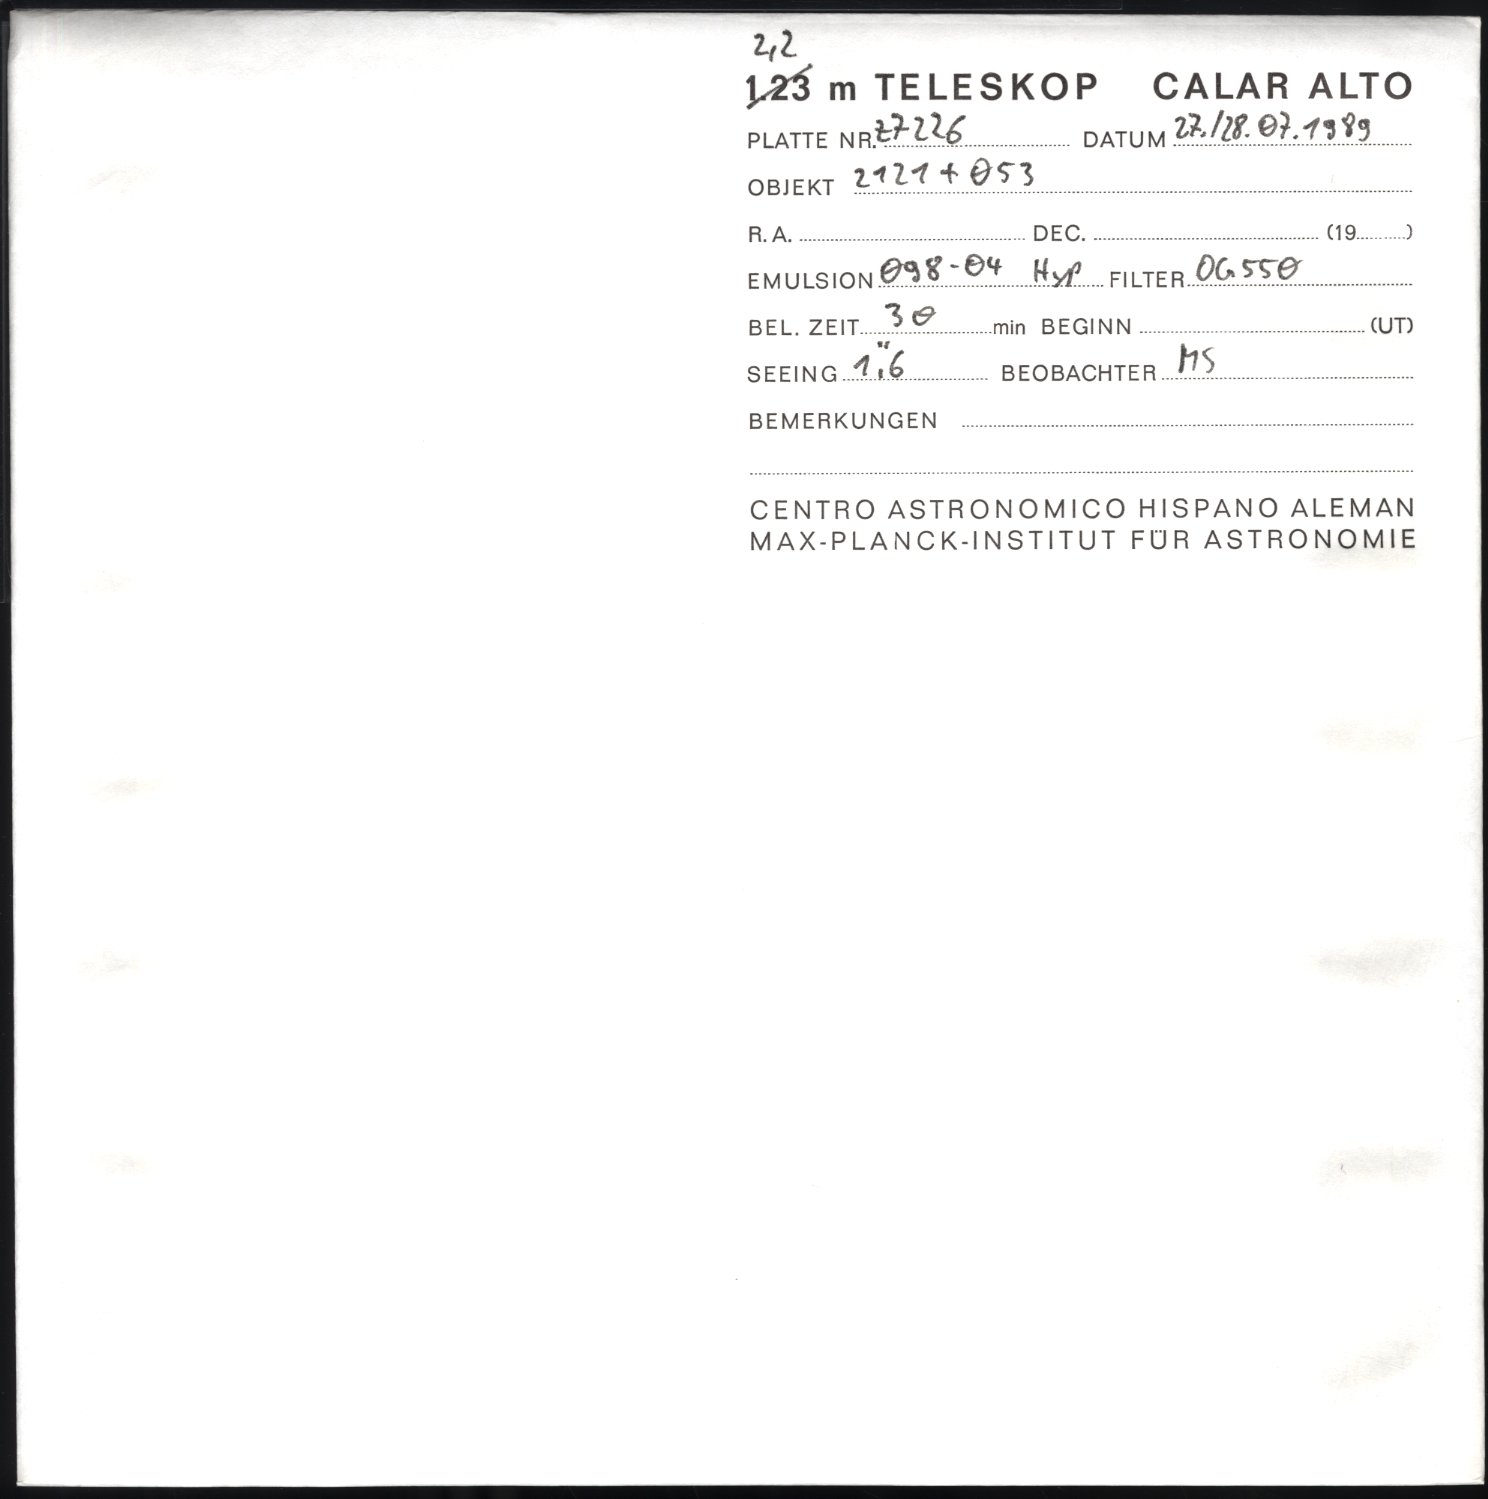 2,2
1.23 m TELESKOP CALAR ALTO
PLATTE NR. Z7226 DATUM 27./28.07.1989
OBJEKT 2121+053
R.A. DEC. (19 )
EMULSION 098-04 Hyp FILTER OG550
BEL. ZEIT 30 min BEGINN (UT)
SEEING 1",6 BEOBACHTER MS
BEMERKUNGEN
CENTRO ASTRONOMICO HISPANO ALEMAN
MAX-PLANCK-INSTITUT FÜR ASTRONOMIE